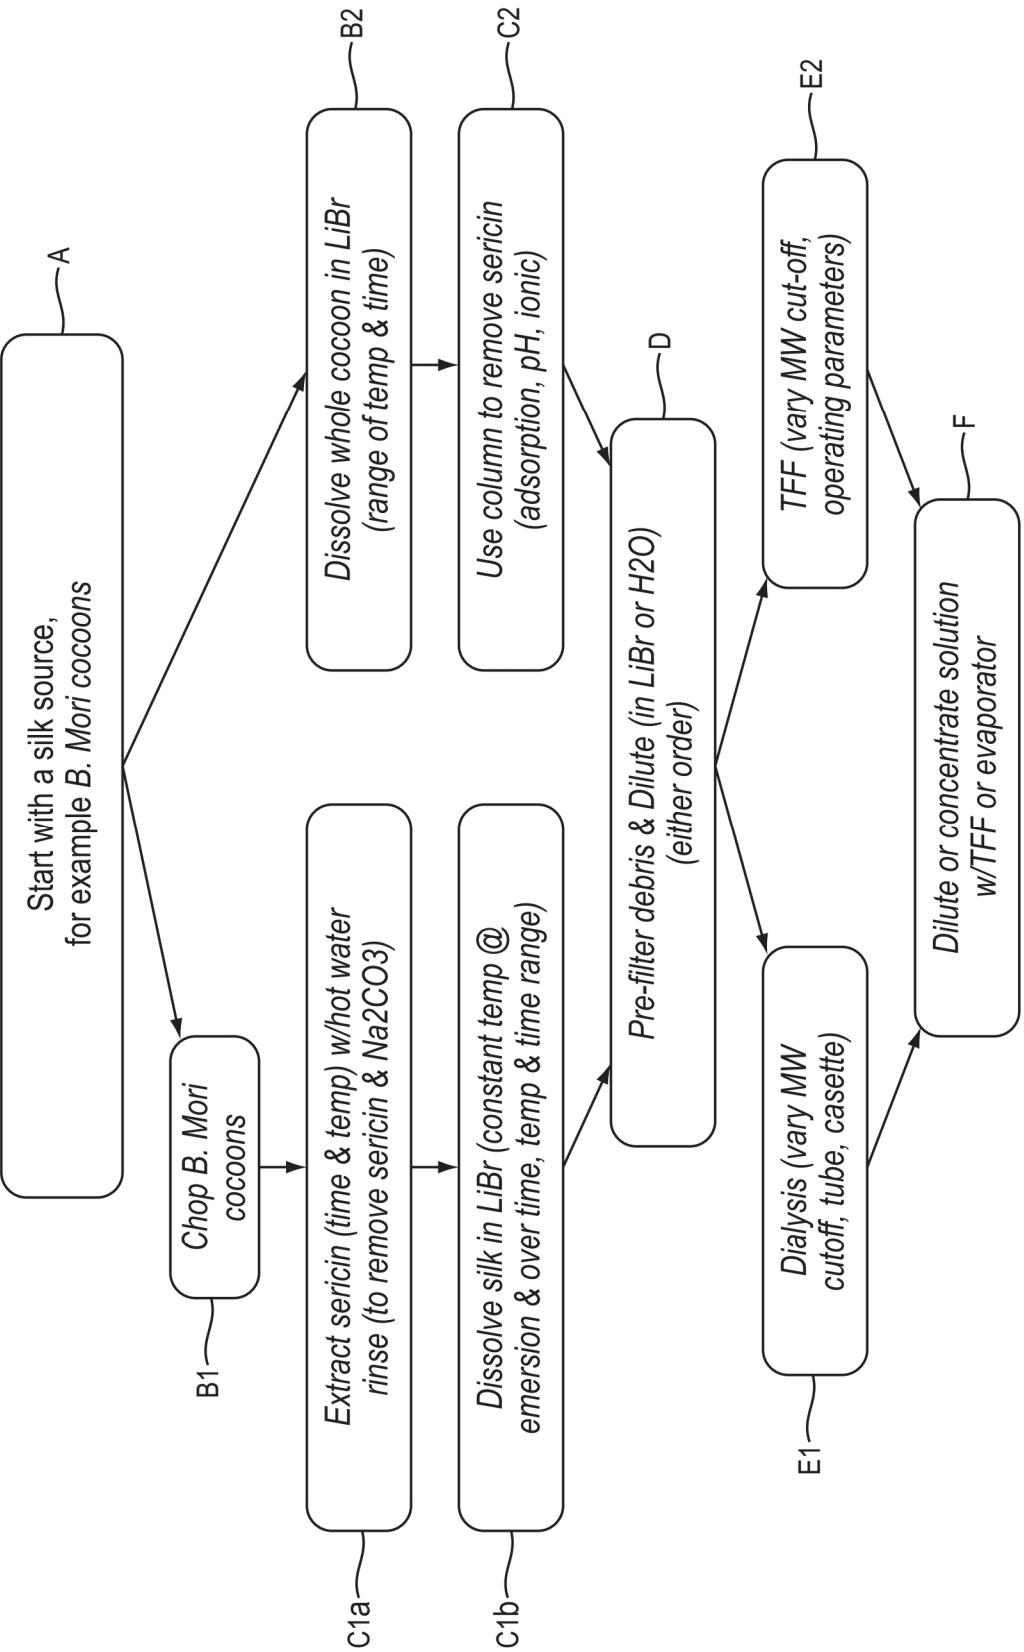 Start with a silk source,
for example B. Mori cocoons
A
Chop B. Mori
cocoons
B1
Dissolve whole cocoon in LiBr
(range of temp & time)
B2
Extract sericin (time & temp) w/hot water
rinse (to remove sericin & Na2CO3)
C1a
Use column to remove sericin
(adsorption, pH, ionic)
C2
Dissolve silk in LiBr (constant temp @
emersion & over time, temp & time range)
C1b
Pre-filter debris & Dilute (in LiBr or H2O)
(either order)
D
Dialysis (vary MW
cutoff, tube, casette)
E1
TFF (vary MW cut-off,
operating parameters)
E2
Dilute or concentrate solution
w/TFF or evaporator
F